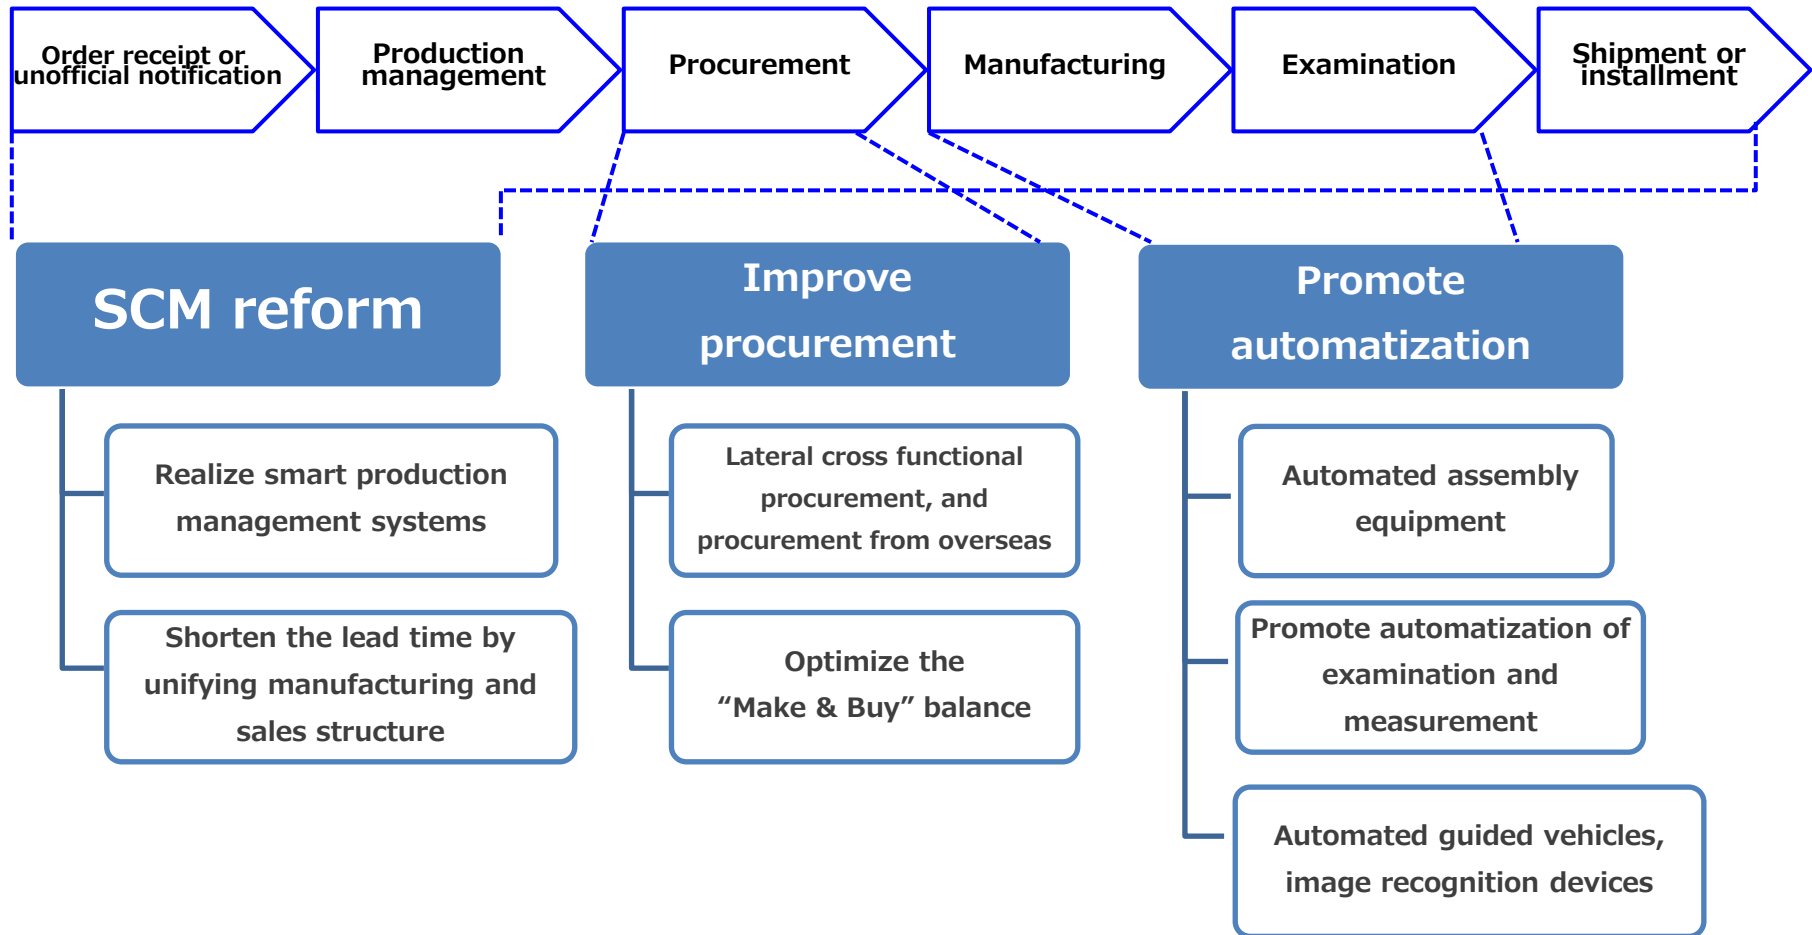 Order receipt or
unofficial notification
Production
management
Procurement
Manufacturing
Examination
Shipment or
installment
SCM reform
Improve
procurement
Promote
automatization
Realize smart production
management systems
Shorten the lead time by
unifying manufacturing and
sales structure
Lateral cross functional
procurement, and
procurement from overseas
Optimize the
“Make & Buy” balance
Automated assembly
equipment
Promote automatization of
examination and
measurement
Automated guided vehicles,
image recognition devices